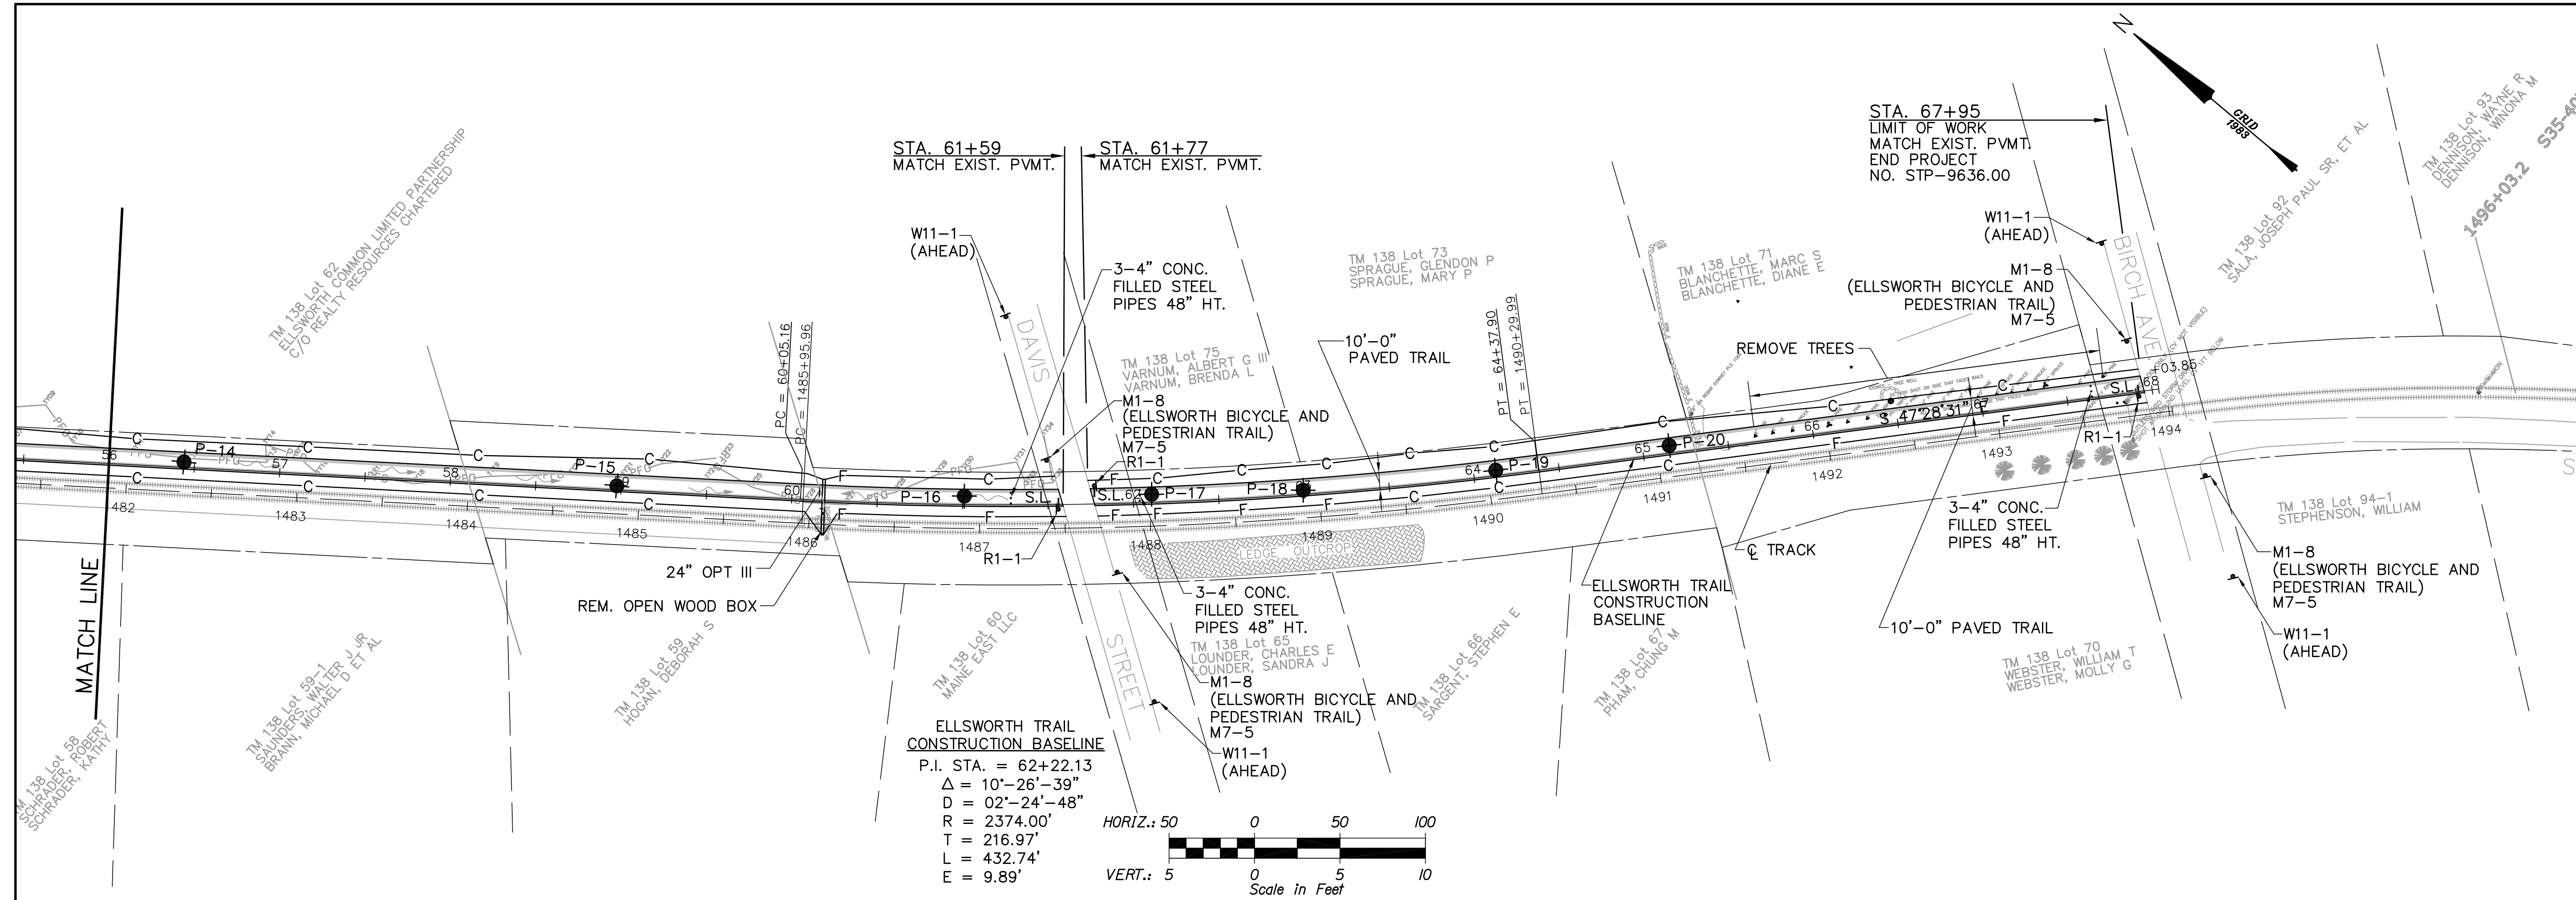 N
GRID
1983
STA. 67+95
LIMIT OF WORK
MATCH EXIST. PVMT.
END PROJECT
NO. STP-9636.00
STA. 61+59
MATCH EXIST. PVMT.
STA. 61+77
MATCH EXIST. PVMT.
TM 138 Lot 93
DENNISON, WAYNE R
DENNISON, WINONA M
1496+03.2
TM 138 Lot 92
SALA, JOSEPH PAUL SR, ET AL
TM 138 Lot 62
ELLSWORTH COMMON LIMITED PARTNERSHIP
C/O REALTY RESOURCES CHARTERED
W11-1
(AHEAD)
3-4" CONC.
FILLED STEEL
PIPES 48" HT.
TM 138 Lot 73
SPRAGUE, GLENDON P
SPRAGUE, MARY P
TM 138 Lot 71
BLANCHETTE, MARC S
BLANCHETTE, DIANE E
W11-1
(AHEAD)
M1-8
(ELLSWORTH BICYCLE AND
PEDESTRIAN TRAIL)
M7-5
BIRCH AVE
DAVIS
STREET
PC = 60+05.16
PC = 1485+95.96
PT = 64+37.90
PT = 1490+29.99
TM 138 Lot 75
VARNUM, ALBERT G III
VARNUM, BRENDA L
M1-8
(ELLSWORTH BICYCLE AND
PEDESTRIAN TRAIL)
M7-5
R1-1
10'-0"
PAVED TRAIL
REMOVE TREES
S 47°28'31"
+03.85
P-14
P-15
P-16
P-17
P-18
P-19
P-20
56
57
58
60
64
65
66
67
68
S.L.
S.L.
S.L.
482
1483
1484
1485
1486
1487
1488
1489
1490
1491
1492
1493
1494
LEDGE OUTCROP
R1-1
R1-1
24" OPT III
REM. OPEN WOOD BOX
MATCH LINE
3-4" CONC.
FILLED STEEL
PIPES 48" HT.
℄ TRACK
ELLSWORTH TRAIL
CONSTRUCTION
BASELINE
10'-0" PAVED TRAIL
3-4" CONC.
FILLED STEEL
PIPES 48" HT.
TM 138 Lot 94-1
STEPHENSON, WILLIAM
M1-8
(ELLSWORTH BICYCLE AND
PEDESTRIAN TRAIL)
M7-5
W11-1
(AHEAD)
TM 138 Lot 58
SCHRADER, ROBERT
SCHRADER, KATHY
TM 138 Lot 59-1
SAUNDERS, WALTER J JR
BRANN, MICHAEL D ET AL
TM 138 Lot 59
HOGAN, DEBORAH S
TM 138 Lot 60
MAINE EAST LLC
TM 138 Lot 65
LOUNDER, CHARLES E
LOUNDER, SANDRA J
TM 138 Lot 66
SARGENT, STEPHEN E
TM 138 Lot 67
PHAM, CHUNG M
TM 138 Lot 70
WEBSTER, WILLIAM T
WEBSTER, MOLLY G
M1-8
(ELLSWORTH BICYCLE AND
PEDESTRIAN TRAIL)
M7-5
W11-1
(AHEAD)
ELLSWORTH TRAIL
CONSTRUCTION BASELINE
P.I. STA. = 62+22.13
Δ = 10°-26'-39"
D = 02°-24'-48"
R = 2374.00'
T = 216.97'
L = 432.74'
E = 9.89'
HORIZ.: 50 0 50 100
VERT.: 5 0 5 10
Scale in Feet